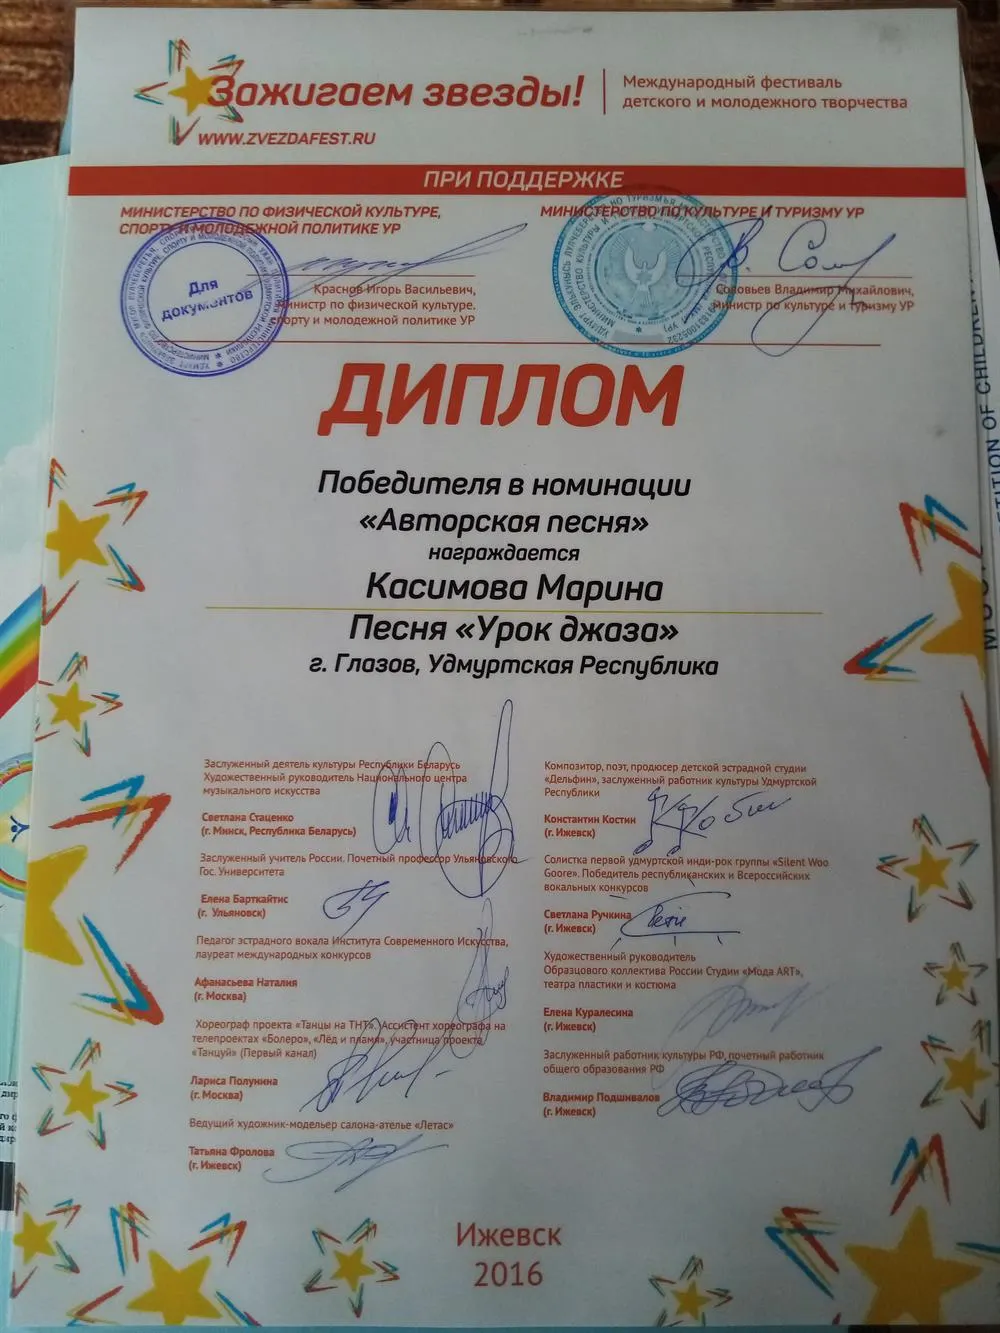 Зажигаем звезды!
Международный фестиваль
детского и молодежного творчества
WWW.ZVEZDAFEST.RU
ПРИ ПОДДЕРЖКЕ
МИНИСТЕРСТВО ПО ФИЗИЧЕСКОЙ КУЛЬТУРЕ,
СПОРТУ И МОЛОДЕЖНОЙ ПОЛИТИКЕ УР
Краснов Игорь Васильевич,
министр по физической культуре.
спорту и молодежной политике УР
Для
документов
МИНИСТЕРСТВО ПО КУЛЬТУРЕ И ТУРИЗМУ УР
Соловьев Владимир Михайлович,
министр по культуре и туризму УР
ДИПЛОМ
Победителя в номинации
«Авторская песня»
награждается
Касимова Марина
Песня «Урок джаза»
г. Глазов, Удмуртская Республика
Заслуженный деятель культуры Республики Беларусь
Художественный руководитель Национального центра
музыкального искусства
Светлана Стаценко
(г. Минск, Республика Беларусь)
Заслуженный учитель России. Почетный профессор Ульяновского
Гос. Университета
Елена Барткайтис
(г. Ульяновск)
Педагог эстрадного вокала Института Современного Искусства,
лауреат международных конкурсов
Афанасьева Наталия
(г. Москва)
Хореограф проекта «Танцы на ТНТ». Ассистент хореографа на
телепроектах «Болеро», «Лёд и пламя», участница проекта
«Танцуй» (Первый канал)
Лариса Полунина
(г. Москва)
Ведущий художник-модельер салона-ателье «Летас»
Татьяна Фролова
(г. Ижевск)
Композитор, поэт, продюсер детской эстрадной студии
«Дельфин», заслуженный работник культуры Удмуртской
Республики
Константин Костин
(г. Ижевск)
Солистка первой удмуртской инди-рок группы «Silent Woo
Goore». Победитель республиканских и Всероссийских
вокальных конкурсов
Светлана Ручкина
(г. Ижевск)
Художественный руководитель
Образцового коллектива России Студии «Мода ART»,
театра пластики и костюма
Елена Куралесина
(г. Ижевск)
Заслуженный работник культуры РФ, почетный работник
общего образования РФ
Владимир Подшивалов
(г. Ижевск)
Ижевск
2016